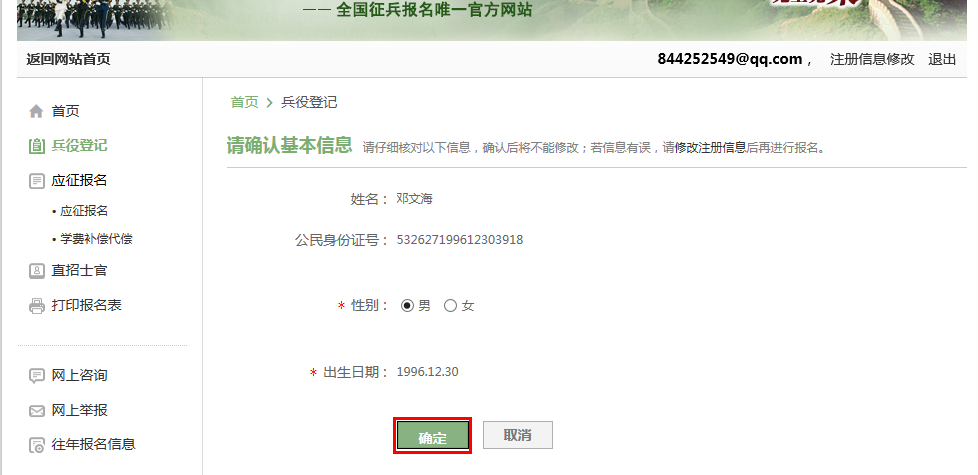 —— 全国征兵报名唯一官方网站
返回网站首页
844252549@qq.com， 注册信息修改 退出
首页
兵役登记
应征报名
• 应征报名
• 学费补偿代偿
直招士官
打印报名表
网上咨询
网上举报
往年报名信息
首页 > 兵役登记
请确认基本信息 请仔细核对以下信息，确认后将不能修改；若信息有误，请修改注册信息后再进行报名。
姓名： 邓文海
公民身份证号： 532627199612303918
* 性别： 男 女
* 出生日期： 1996.12.30
确定 取消